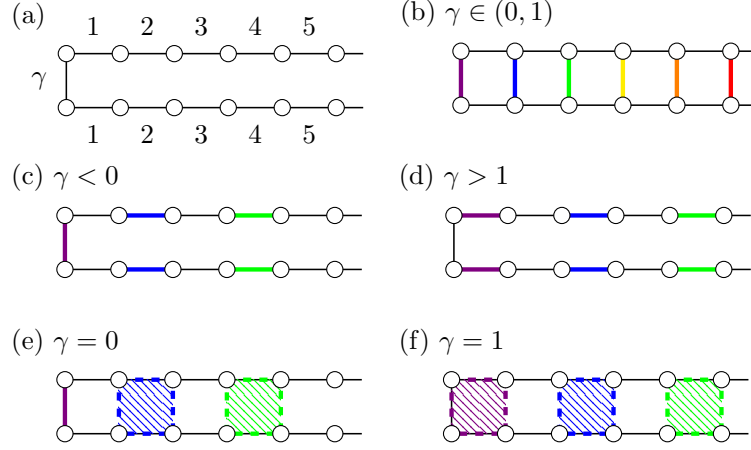 (a)
1 2 3 4 5
γ
1 2 3 4 5
(b) γ ∈ (0, 1)
(c) γ < 0
(d) γ > 1
(e) γ = 0
(f) γ = 1